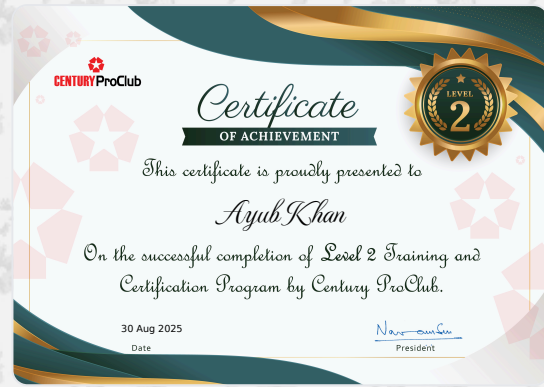 CENTURY ProClub
Certificate
OF ACHIEVEMENT
LEVEL
2
This certificate is proudly presented to
Ayub Khan
On the successful completion of Level 2 Training and
Certification Program by Century ProClub.
30 Aug 2025
Date
President